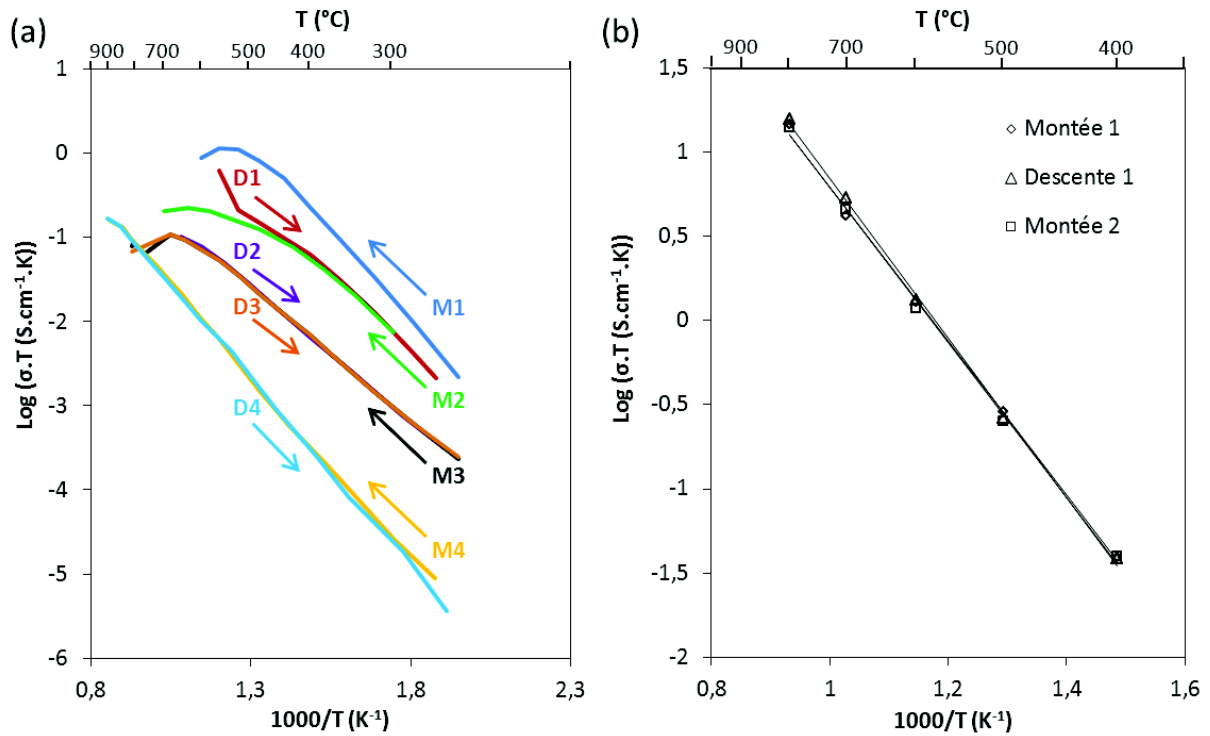 (a)
T (°C)
900 700 500 400 300
1
0
-1
-2
-3
-4
-5
-6
Log (σ.T (S.cm⁻¹.K))
D1
D2
D3
M1
M2
D4
M3
M4
0,8 1,3 1,8 2,3
1000/T (K⁻¹)
(b)
T (°C)
900 700 500 400
1,5
1
0,5
0
-0,5
-1
-1,5
-2
Log (σ.T (S.cm⁻¹.K))
Montée 1
Descente 1
Montée 2
0,8 1 1,2 1,4 1,6
1000/T (K⁻¹)